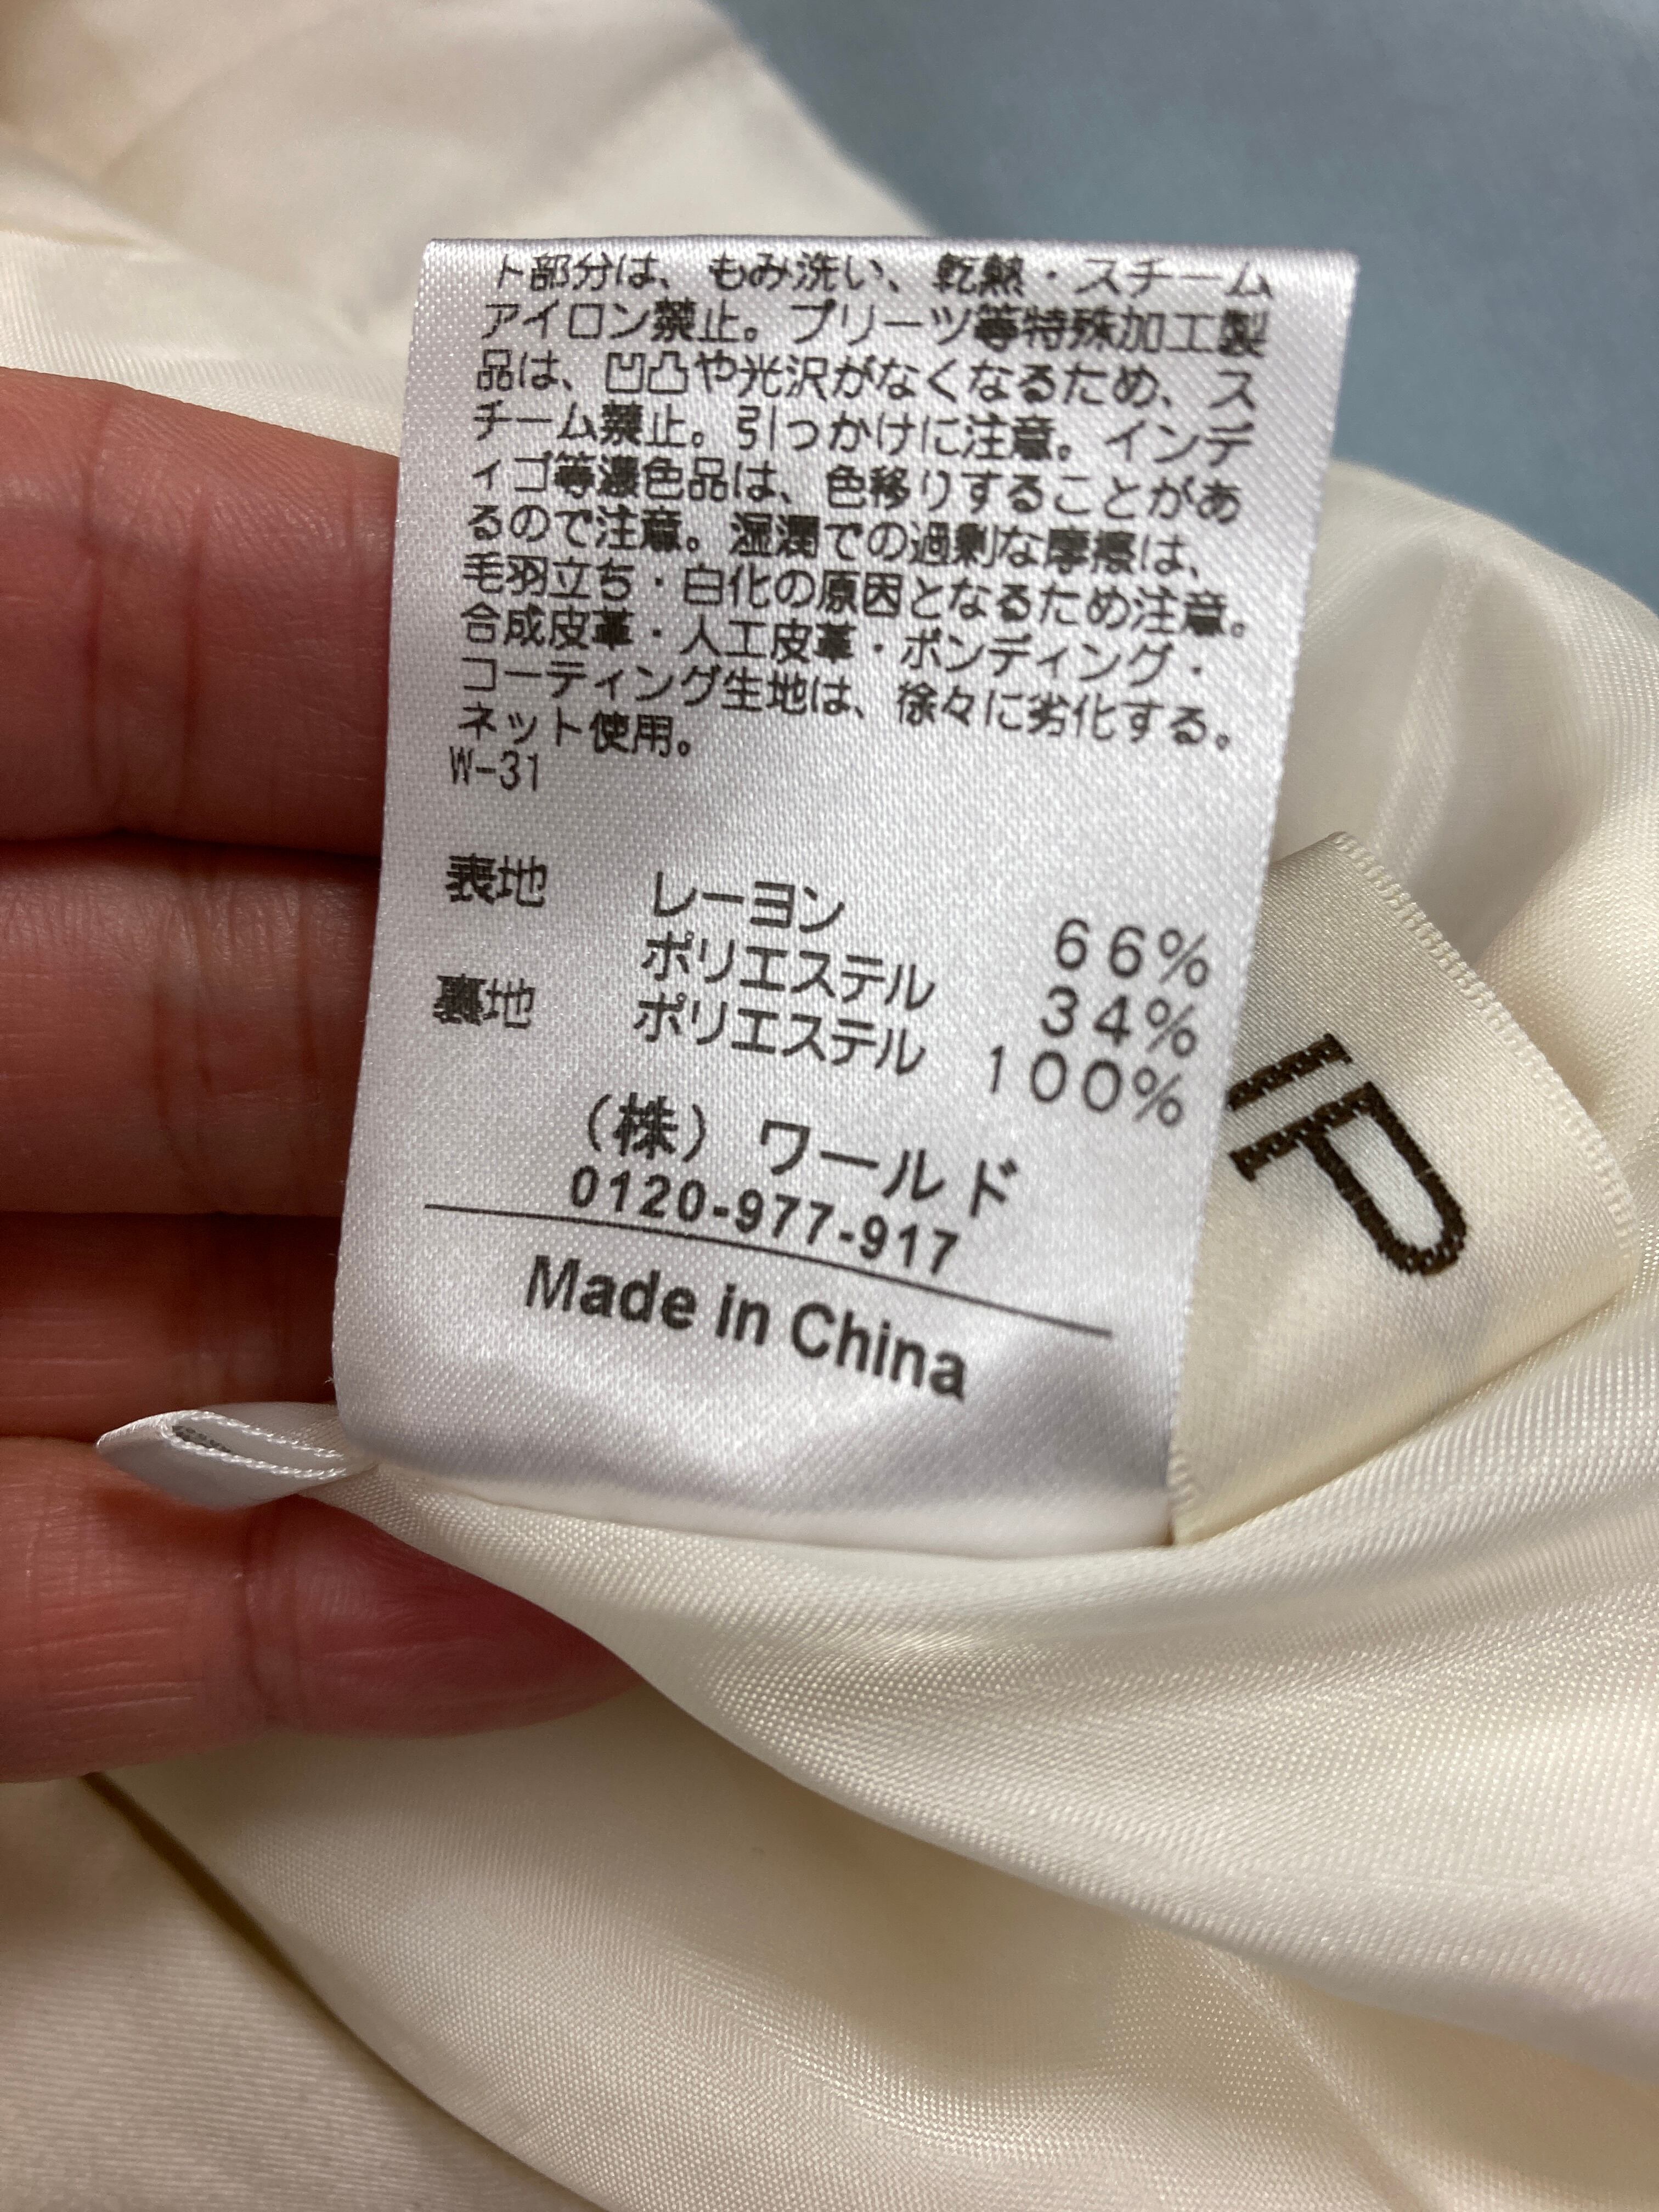 ト部分は、もみ洗い、乾熱・スチーム
アイロン禁止。プリーツ等特殊加工製
品は、凹凸や光沢がなくなるため、ス
チーム禁止。引っかけに注意。インデ
ィゴ等濃色品は、色移りすることがあ
るので注意。湿潤での過剰な摩擦は、
毛羽立ち・白化の原因となるため注意。
合成皮革・人工皮革・ボンディング・
コーティング生地は、徐々に劣化する。
ネット使用。
W-31
表地 レーヨン 66%
ポリエステル 34%
裏地 ポリエステル 100%
(株) ワールド
0120-977-917
Made in China